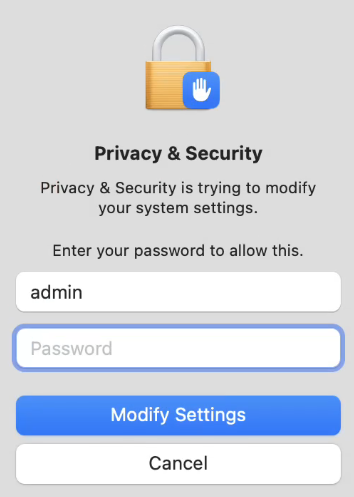 Privacy & Security
Privacy & Security is trying to modify
your system settings.
Enter your password to allow this.
admin
Password
Modify Settings
Cancel